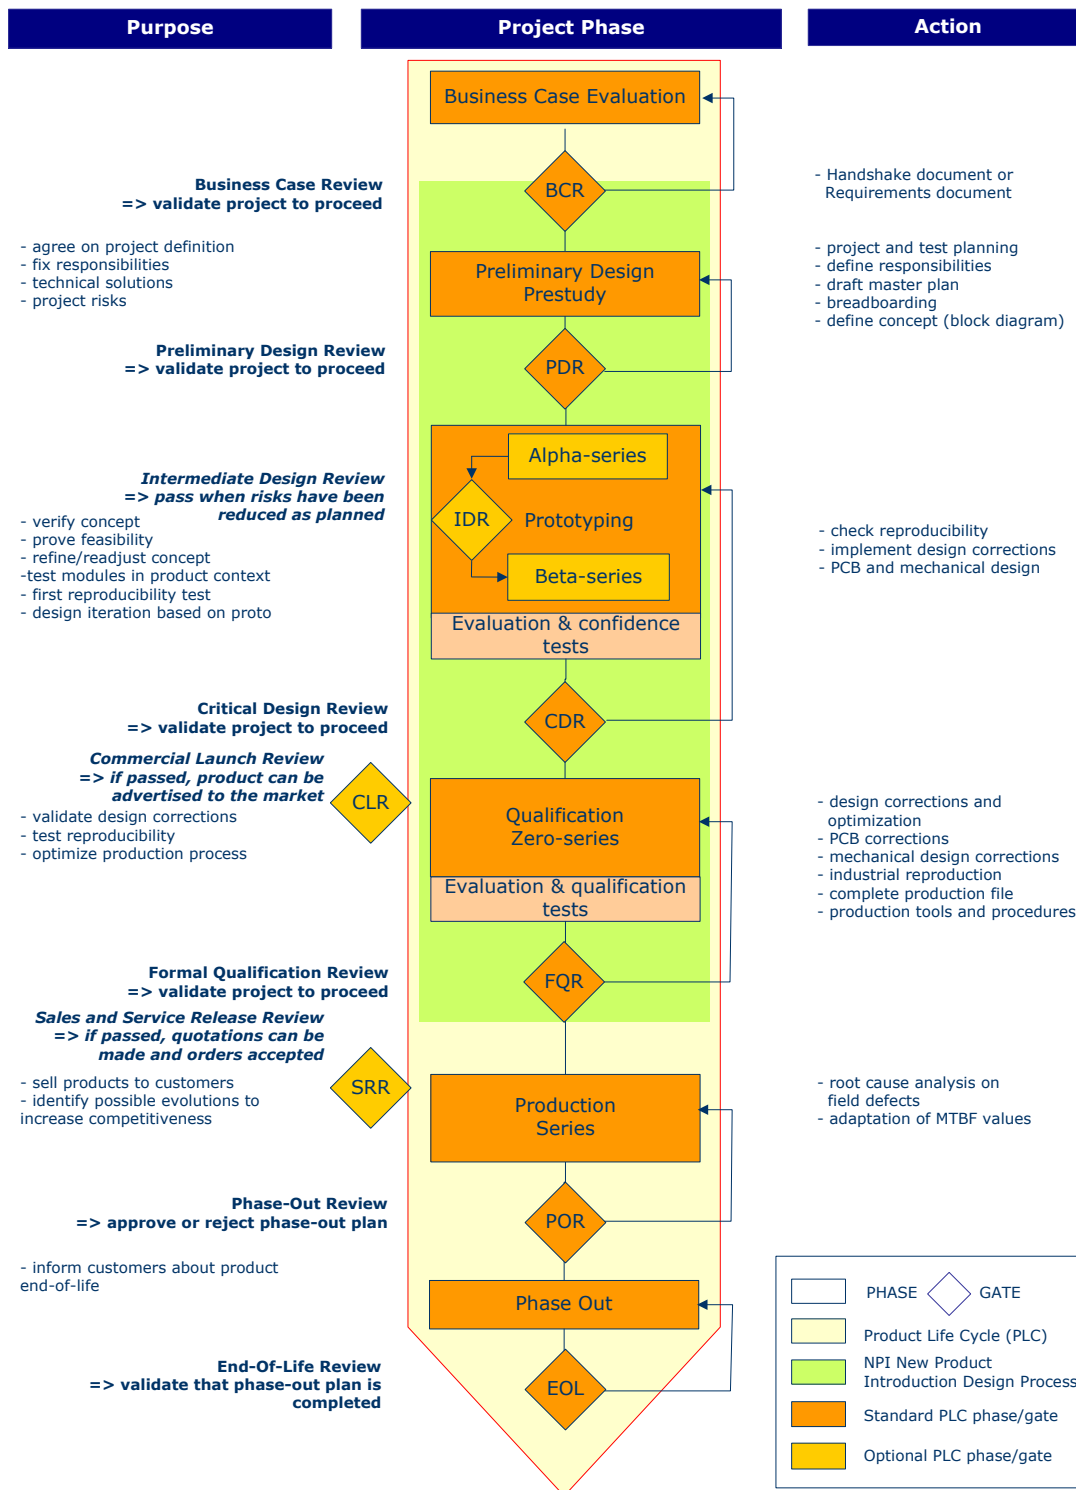 Purpose
Project Phase
Action
Business Case Evaluation
Business Case Review
=> validate project to proceed
BCR
- Handshake document or
Requirements document
- agree on project definition
- fix responsibilities
- technical solutions
- project risks
Preliminary Design
Prestudy
- project and test planning
- define responsibilities
- draft master plan
- breadboarding
- define concept (block diagram)
Preliminary Design Review
=> validate project to proceed
PDR
Intermediate Design Review
=> pass when risks have been
reduced as planned
- verify concept
- prove feasibility
- refine/readjust concept
-test modules in product context
- first reproducibility test
- design iteration based on proto
Alpha-series
IDR
Prototyping
Beta-series
Evaluation & confidence
tests
- check reproducibility
- implement design corrections
- PCB and mechanical design
Critical Design Review
=> validate project to proceed
CDR
Commercial Launch Review
=> if passed, product can be
advertised to the market
CLR
- validate design corrections
- test reproducibility
- optimize production process
Qualification
Zero-series
Evaluation & qualification
tests
- design corrections and
optimization
- PCB corrections
- mechanical design corrections
- industrial reproduction
- complete production file
- production tools and procedures
Formal Qualification Review
=> validate project to proceed
FQR
Sales and Service Release Review
=> if passed, quotations can be
made and orders accepted
SRR
- sell products to customers
- identify possible evolutions to
increase competitiveness
Production
Series
- root cause analysis on
field defects
- adaptation of MTBF values
Phase-Out Review
=> approve or reject phase-out plan
POR
- inform customers about product
end-of-life
Phase Out
End-Of-Life Review
=> validate that phase-out plan is
completed
EOL
PHASE
GATE
Product Life Cycle (PLC)
NPI New Product
Introduction Design Process
Standard PLC phase/gate
Optional PLC phase/gate